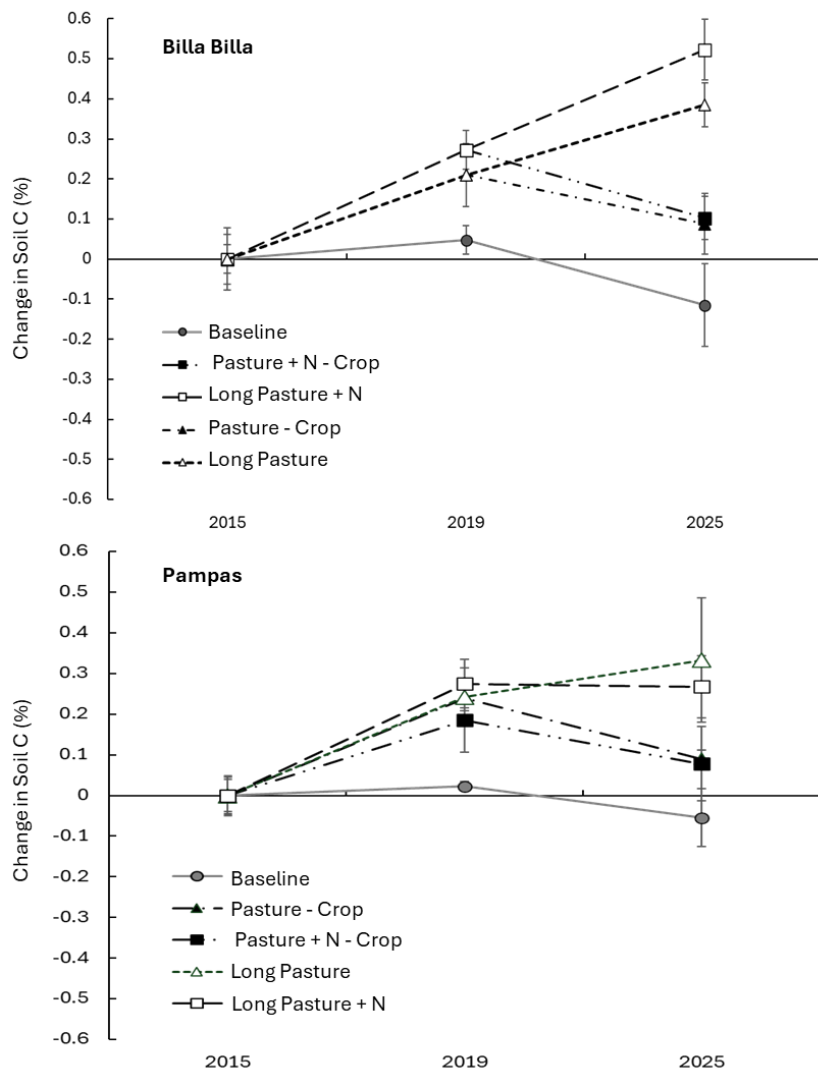 0.6
Billa Billa
0.5
0.4
0.3
0.2
0.1
0
-0.1
-0.2
-0.3
-0.4
-0.5
-0.6
Change in Soil C (%)
Baseline
Pasture + N - Crop
Long Pasture + N
Pasture - Crop
Long Pasture
2015 2019 2025
0.6
Pampas
0.5
0.4
0.3
0.2
0.1
0
-0.1
-0.2
-0.3
-0.4
-0.5
-0.6
Change in Soil C (%)
Baseline
Pasture - Crop
Pasture + N - Crop
Long Pasture
Long Pasture + N
2015 2019 2025